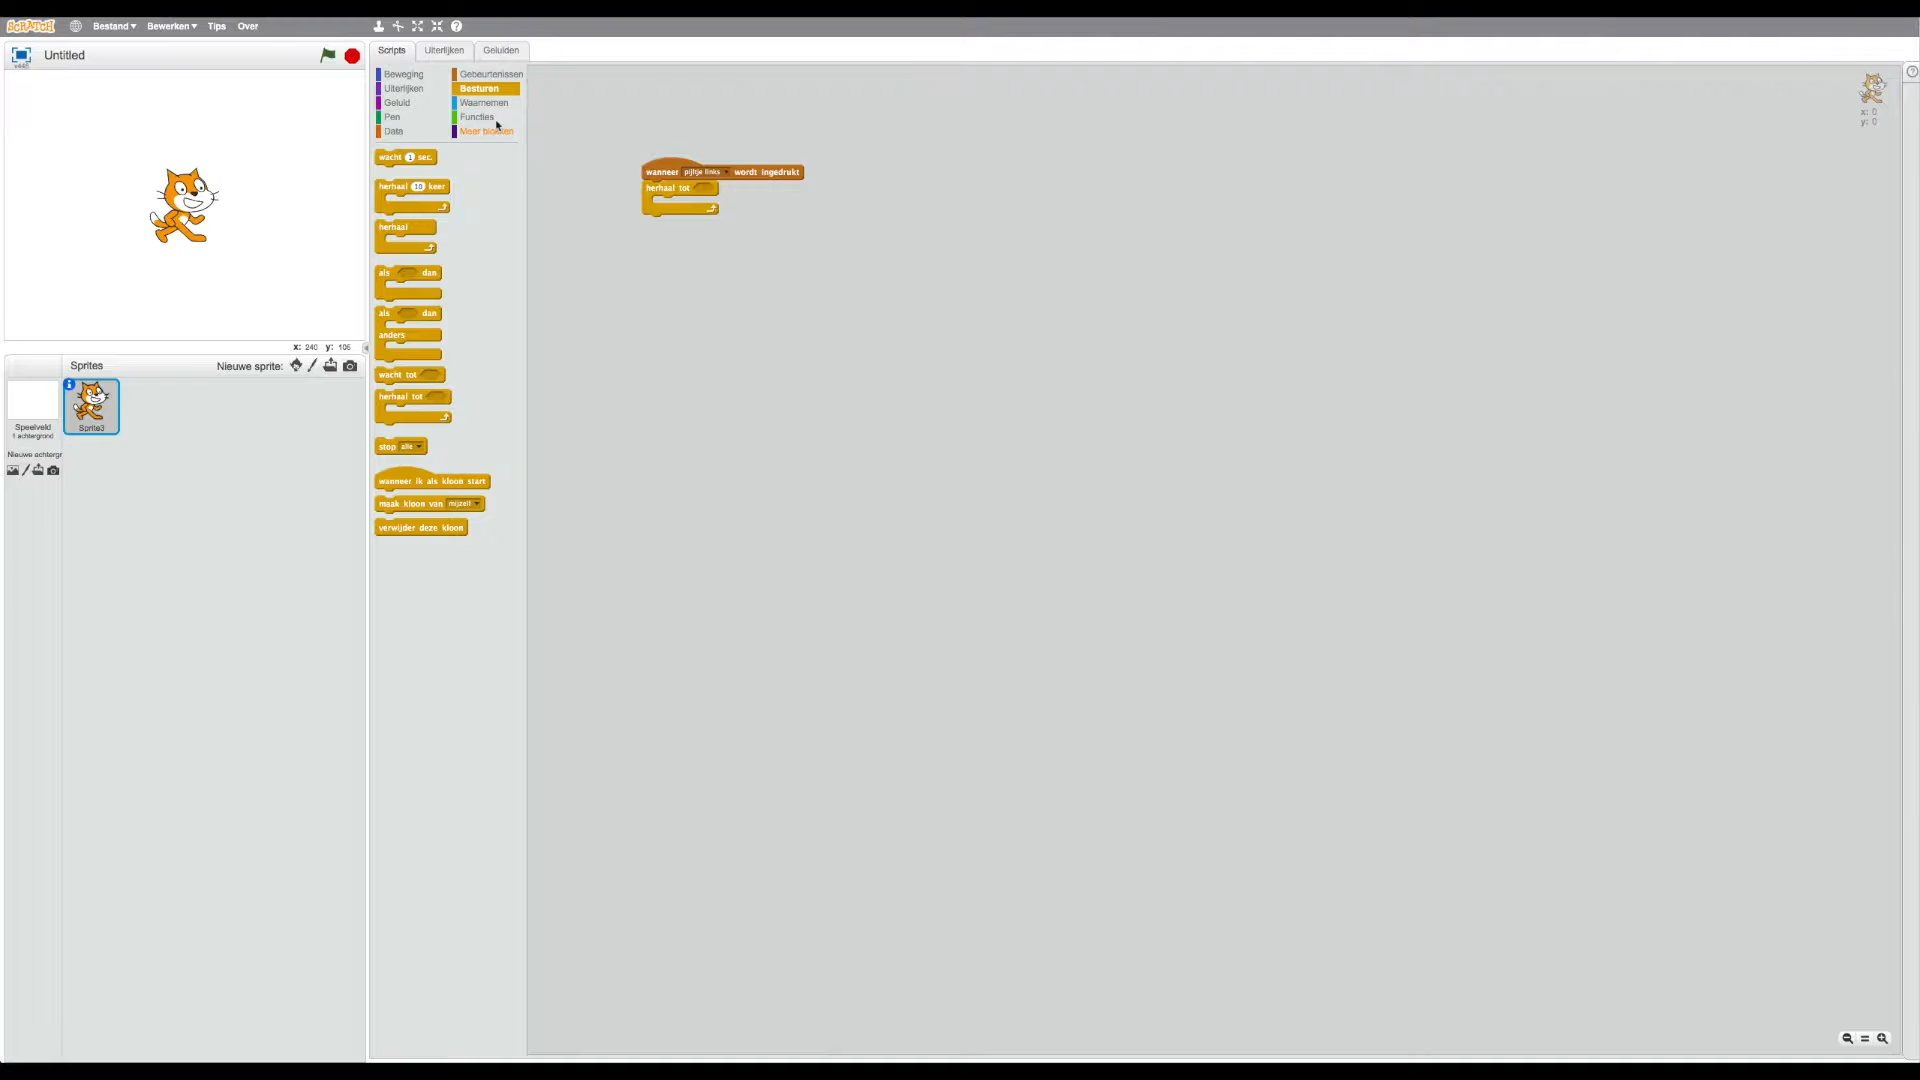 SCRATCH Bestand▾ Bewerken▾ Tips Over
Untitled
v446
Scripts Uiterlijken Geluiden
Beweging Gebeurtenissen
Uiterlijken Besturen
Geluid Waarnemen
Pen Functies
Data Meer blokken
wacht 1 sec.
herhaal 10 keer
herhaal
als dan
als dan
anders
wacht tot
herhaal tot
stop alle
wanneer ik als kloon start
maak kloon van mijzelf
verwijder deze kloon
wanneer pijltje links wordt ingedrukt
herhaal tot
x: 0
y: 0
x: 240 y: 105
Sprites Nieuwe sprite:
Sprite3
Speelveld
1 achtergrond
Nieuwe achtergr